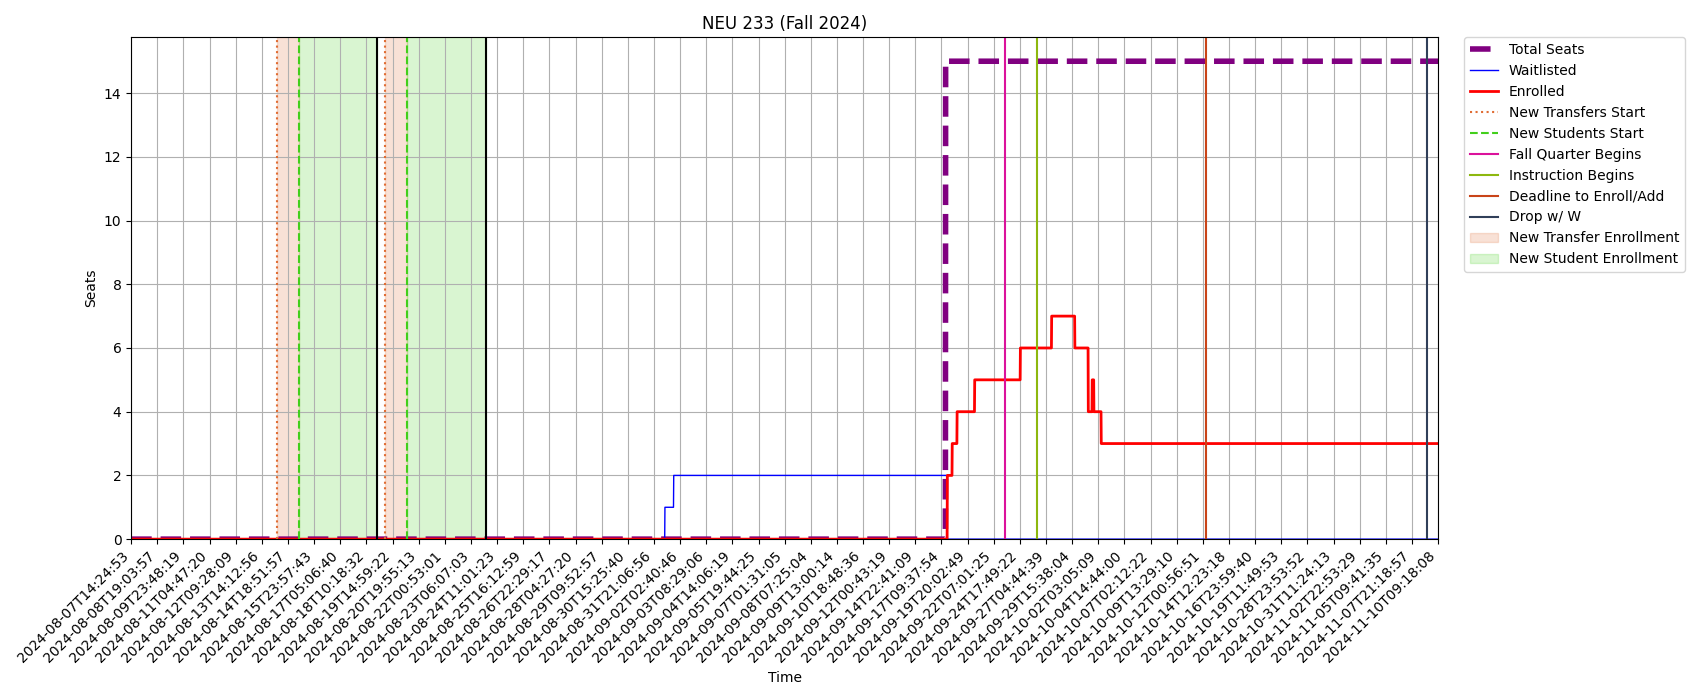 NEU 233 (Fall 2024)
Seats
14
12
10
8
6
4
2
0
2024-08-07T14:24:53
2024-08-08T19:03:57
2024-08-09T23:48:19
2024-08-11T04:47:20
2024-08-12T09:28:09
2024-08-13T14:12:56
2024-08-14T18:51:57
2024-08-15T23:57:43
2024-08-17T05:06:40
2024-08-18T10:18:32
2024-08-19T14:59:22
2024-08-20T19:55:13
2024-08-22T00:53:01
2024-08-23T06:07:03
2024-08-24T11:01:23
2024-08-25T16:12:59
2024-08-26T22:29:17
2024-08-28T04:27:20
2024-08-29T09:52:57
2024-08-30T15:25:40
2024-08-31T21:06:56
2024-09-02T02:40:46
2024-09-03T08:29:06
2024-09-04T14:06:19
2024-09-05T19:44:25
2024-09-07T01:31:05
2024-09-08T07:25:04
2024-09-09T13:00:14
2024-09-10T18:48:36
2024-09-12T00:43:19
2024-09-14T22:41:09
2024-09-17T09:37:54
2024-09-19T20:02:49
2024-09-22T07:01:25
2024-09-24T17:49:22
2024-09-27T04:44:39
2024-09-29T15:38:04
2024-10-02T03:05:09
2024-10-04T14:44:00
2024-10-07T02:12:22
2024-10-09T13:29:10
2024-10-12T00:56:51
2024-10-14T12:23:18
2024-10-16T23:59:40
2024-10-19T11:49:53
2024-10-28T23:53:52
2024-10-31T11:24:13
2024-11-02T22:53:29
2024-11-05T09:41:35
2024-11-07T21:18:57
2024-11-10T09:18:08
Time
Total Seats
Waitlisted
Enrolled
New Transfers Start
New Students Start
Fall Quarter Begins
Instruction Begins
Deadline to Enroll/Add
Drop w/ W
New Transfer Enrollment
New Student Enrollment